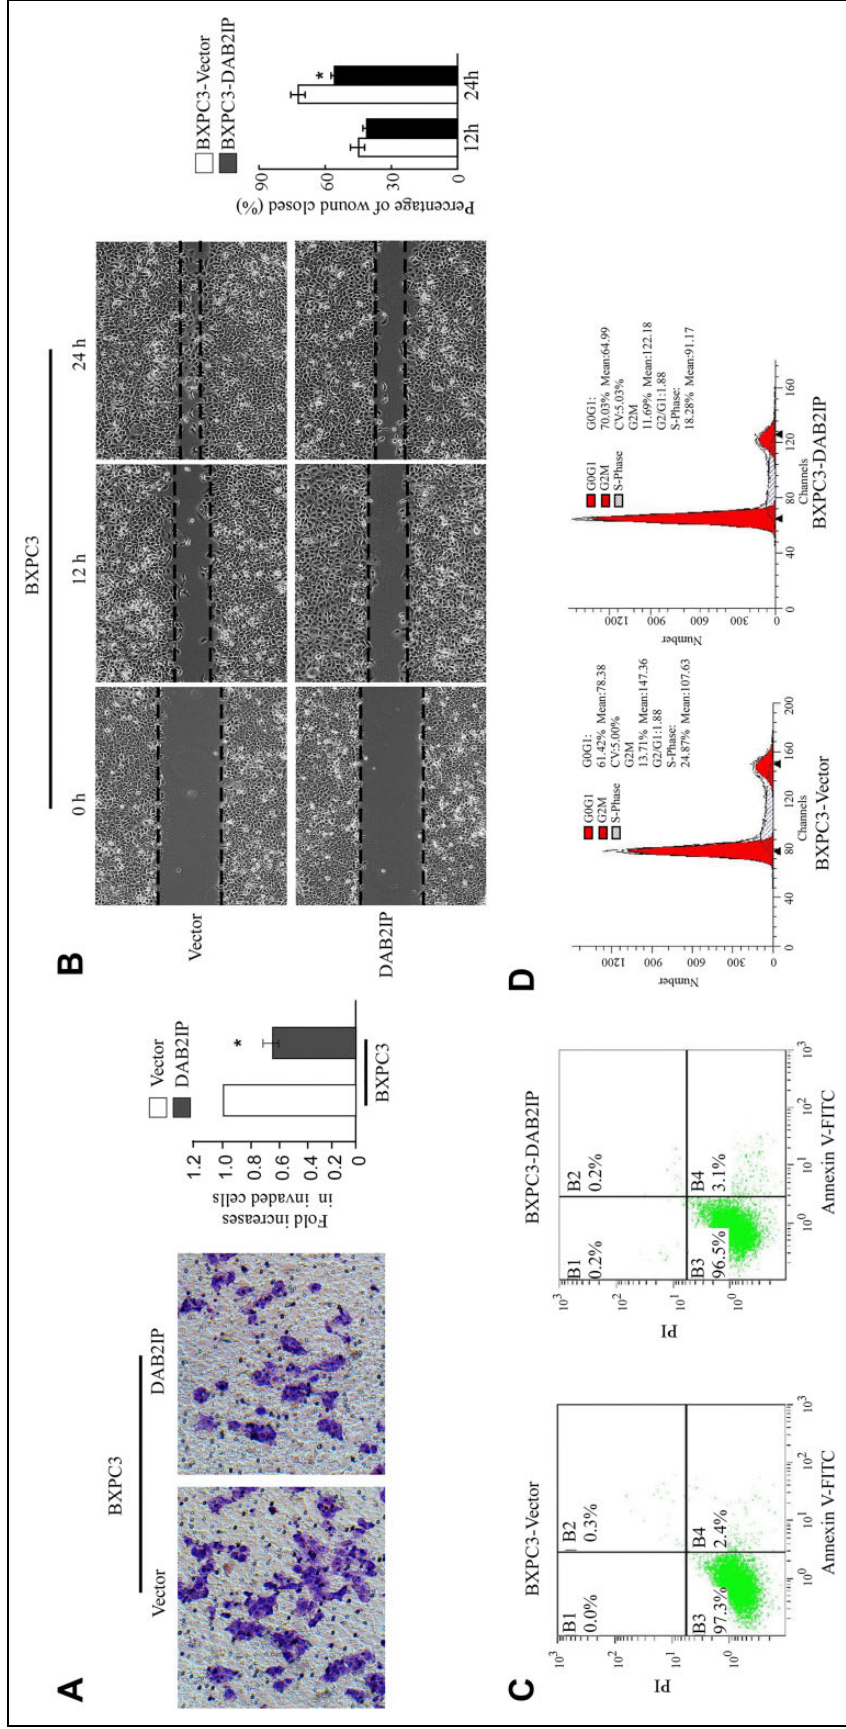 A
BXPC3
Vector
DAB2IP
Vector
DAB2IP
Fold increases
in invaded cells
1.2
1.0
0.8
0.6
0.4
0.2
0
*
BXPC3
B
BXPC3
0 h
12 h
24 h
Vector
DAB2IP
BXPC3-Vector
BXPC3-DAB2IP
Percentage of wound closed (%)
90
60
30
0
*
12h
24h
C
BXPC3-Vector
PI
10³
10²
10¹
10⁰
B1
0.0%
B2
0.3%
B3
97.3%
B4
2.4%
10⁰
10¹
10²
10³
Annexin V-FITC
BXPC3-DAB2IP
PI
10³
10²
10¹
10⁰
B1
0.2%
B2
0.2%
B3
96.5%
B4
3.1%
10⁰
10¹
10²
10³
Annexin V-FITC
D
Number
1200
900
600
300
0
G0G1
G2M
S-Phase
G0G1:
61.42% Mean:78.38
CV:5.00%
G2M
13.71% Mean:147.36
G2/G1:1.88
S-Phase:
24.87% Mean:107.63
0
40
80
120
160
200
Channels
BXPC3-Vector
Number
1200
900
600
300
0
G0G1
G2M
S-Phase
G0G1:
70.03% Mean:64.99
CV:5.03%
G2M
11.69% Mean:122.18
G2/G1:1.88
S-Phase:
18.28% Mean:91.17
0
40
80
120
160
Channels
BXPC3-DAB2IP